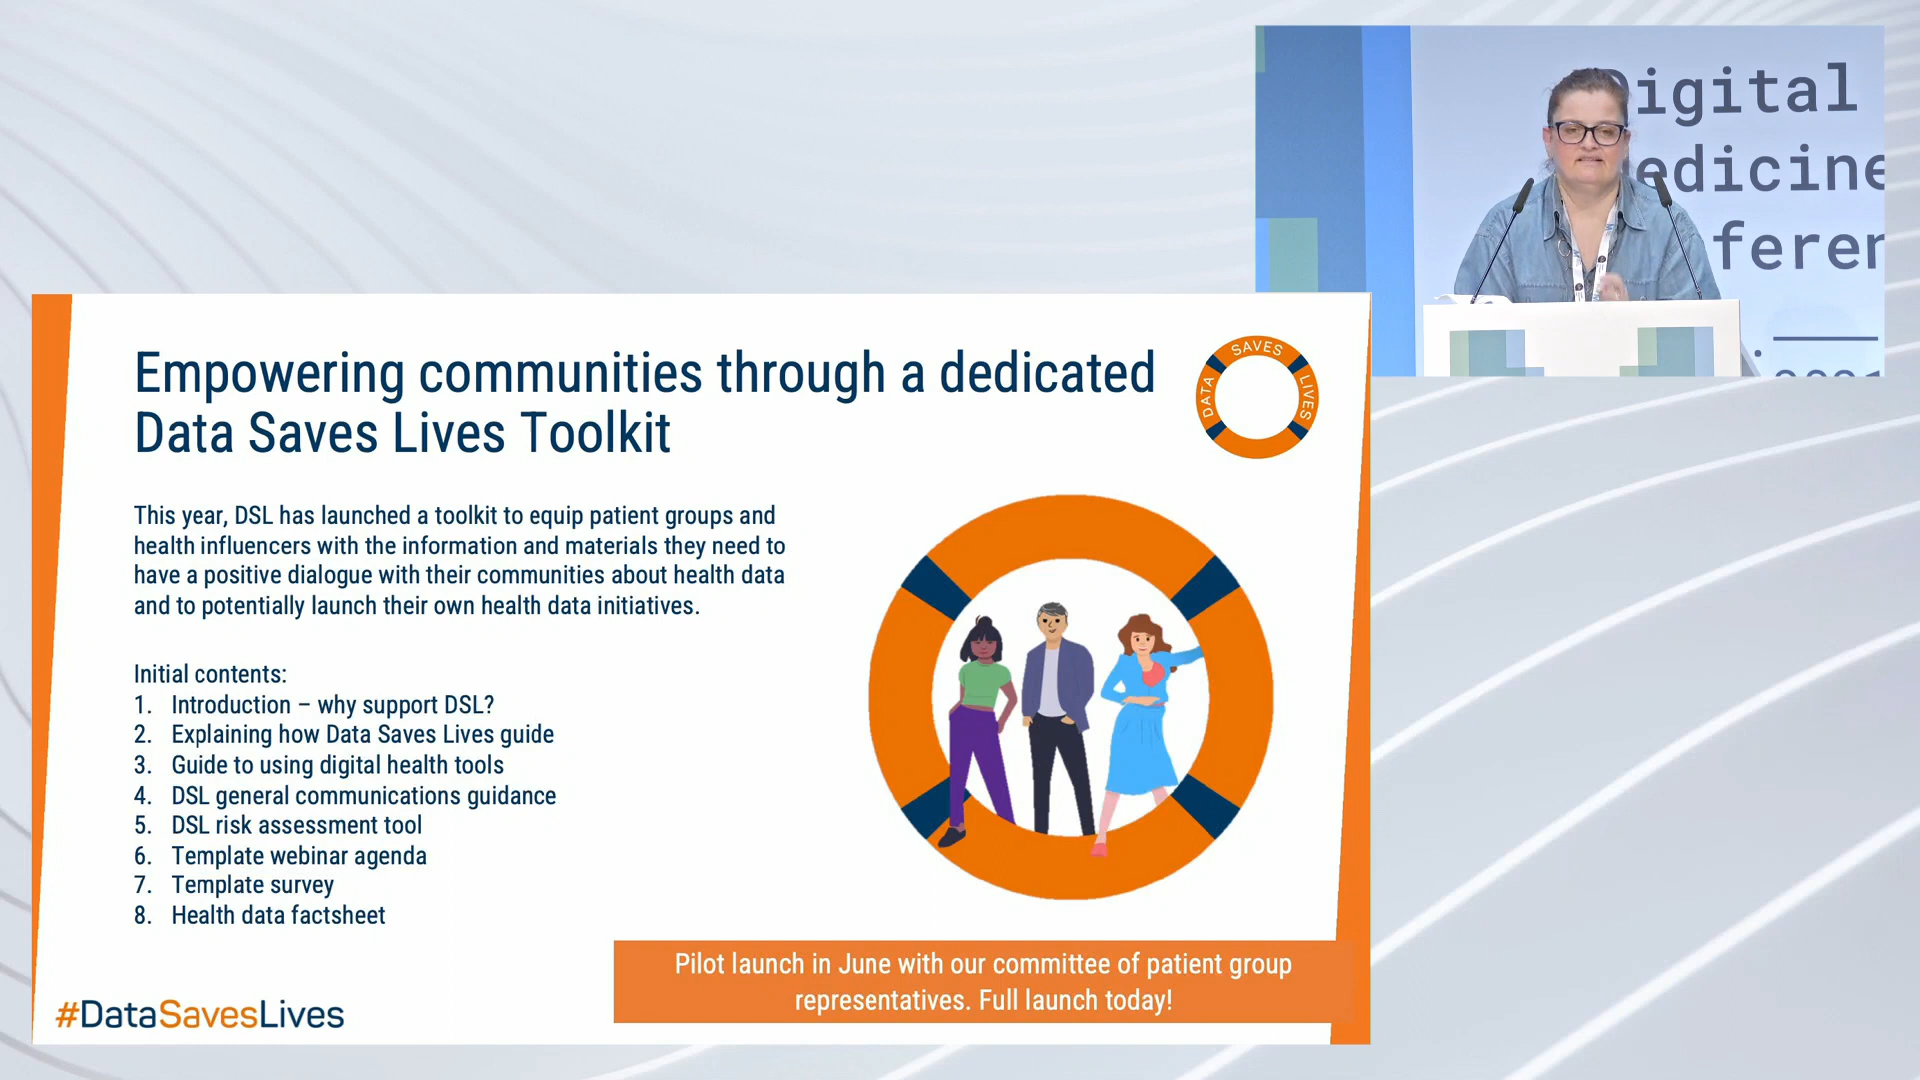 igital
edicine
feren
Empowering communities through a dedicated
Data Saves Lives Toolkit
DATA SAVES LIVES
This year, DSL has launched a toolkit to equip patient groups and
health influencers with the information and materials they need to
have a positive dialogue with their communities about health data
and to potentially launch their own health data initiatives.
Initial contents:
1. Introduction – why support DSL?
2. Explaining how Data Saves Lives guide
3. Guide to using digital health tools
4. DSL general communications guidance
5. DSL risk assessment tool
6. Template webinar agenda
7. Template survey
8. Health data factsheet
Pilot launch in June with our committee of patient group
representatives. Full launch today!
#DataSavesLives